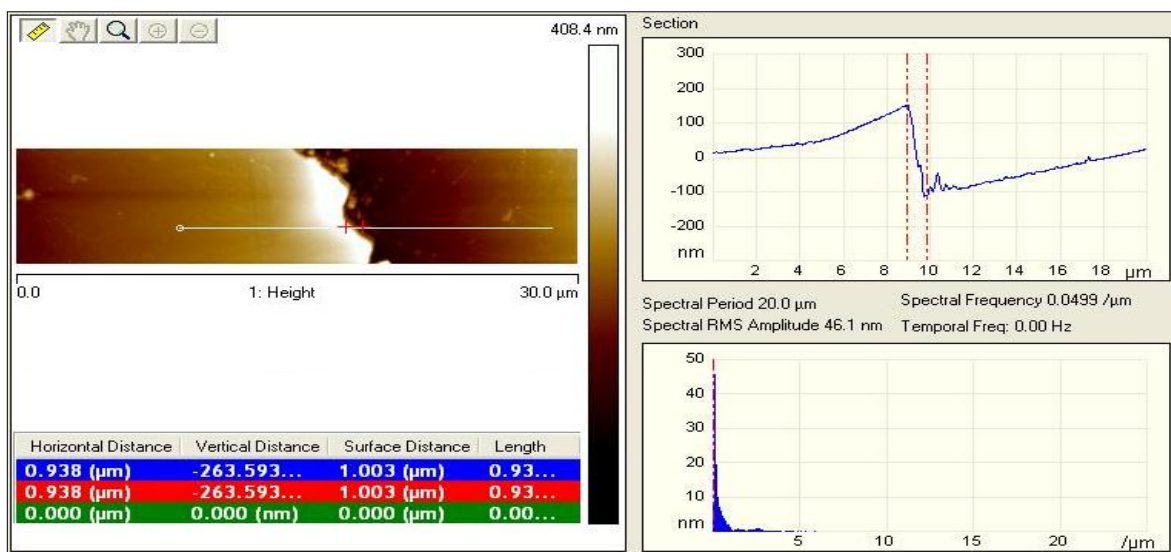 408.4 nm
0.0 1: Height 30.0 µm
Horizontal Distance Vertical Distance Surface Distance Length
0.938 (µm) -263.593... 1.003 (µm) 0.93...
0.938 (µm) -263.593... 1.003 (µm) 0.93...
0.000 (µm) 0.000 (nm) 0.000 (µm) 0.00...
Section
300
200
100
0
-100
-200
nm
2 4 6 8 10 12 14 16 18 µm
Spectral Period 20.0 µm Spectral Frequency 0.0499 /µm
Spectral RMS Amplitude 46.1 nm Temporal Freq: 0.00 Hz
50
40
30
20
10
nm
5 10 15 20 /µm